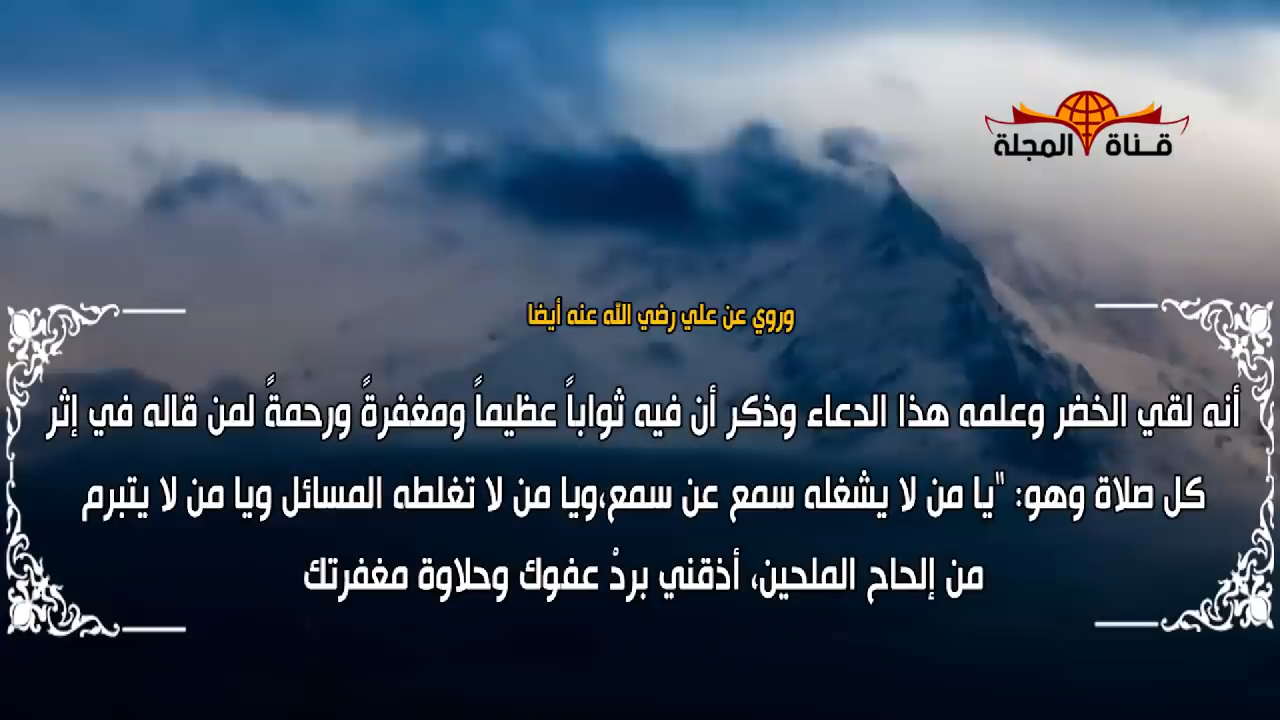 قناة المجلة
وروي عن علي رضي الله عنه أيضا
أنه لقي الخضر وعلمه هذا الدعاء وذكر أن فيه ثواباً عظيماً ومغفرةً ورحمةً لمن قاله في إثر
كل صلاة وهو: "يا من لا يشغله سمع عن سمع،ويا من لا تغلطه المسائل ويا من لا يتبرم
من إلحاح الملحين، أذقني بردْ عفوك وحلاوة مغفرتك